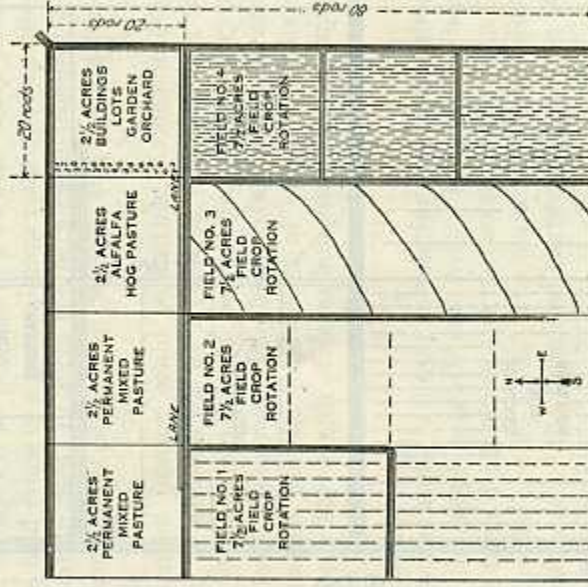 80 rods
20 rods
20 rods
2½ ACRES
BUILDINGS
LOTS
GARDEN
ORCHARD
FIELD NO. 4
7½ ACRES
FIELD
CROP
ROTATION
LANE
2½ ACRES
ALFALFA
HOG PASTURE
FIELD NO. 3
7½ ACRES
FIELD
CROP
ROTATION
2½ ACRES
PERMANENT
MIXED
PASTURE
LANE
FIELD NO. 2
7½ ACRES
FIELD
CROP
ROTATION
N
W
E
S
2½ ACRES
PERMANENT
MIXED
PASTURE
FIELD NO. 1
7½ ACRES
FIELD
CROP
ROTATION